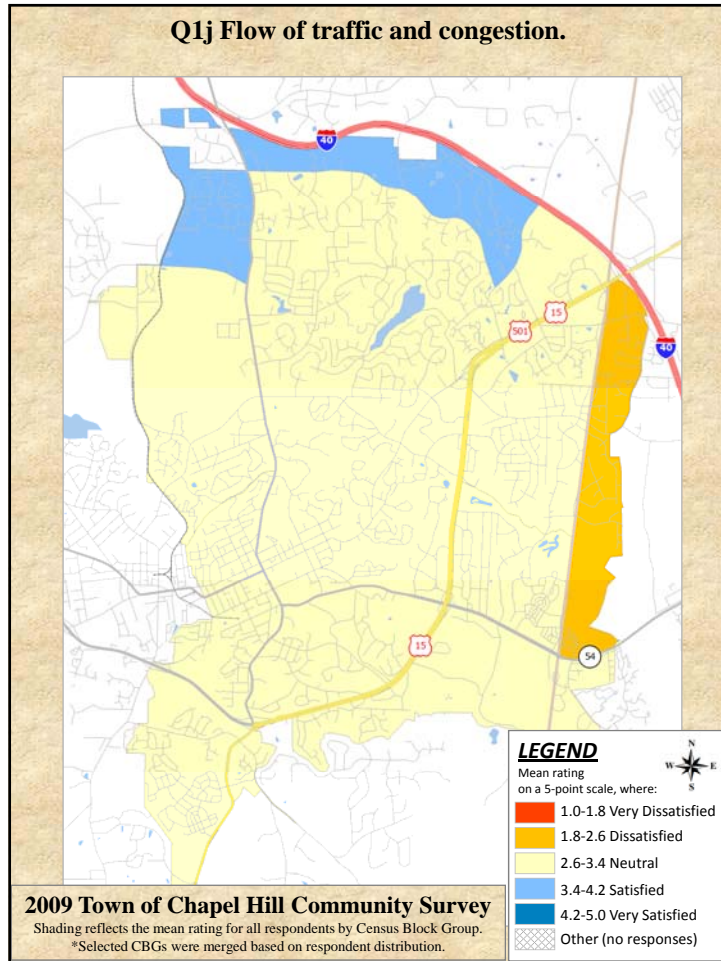 Q1j Flow of traffic and congestion.
40
15
501
40
15
54
LEGEND
Mean rating
on a 5-point scale, where:
N
W E
S
1.0-1.8 Very Dissatisfied
1.8-2.6 Dissatisfied
2.6-3.4 Neutral
3.4-4.2 Satisfied
4.2-5.0 Very Satisfied
Other (no responses)
2009 Town of Chapel Hill Community Survey
Shading reflects the mean rating for all respondents by Census Block Group.
*Selected CBGs were merged based on respondent distribution.